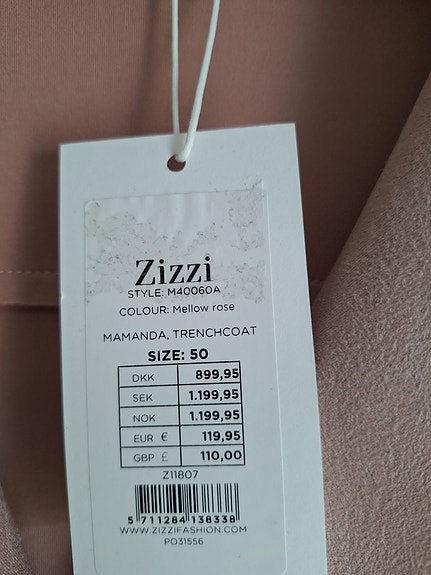 Zizzi
STYLE: M40060A
COLOUR: Mellow rose
MAMANDA, TRENCHCOAT
SIZE: 50
DKK 899,95
SEK 1.199,95
NOK 1.199,95
EUR € 119,95
GBP £ 110,00
Z11807
5 711284 138338
WWW.ZIZZIFASHION.COM
PO31556